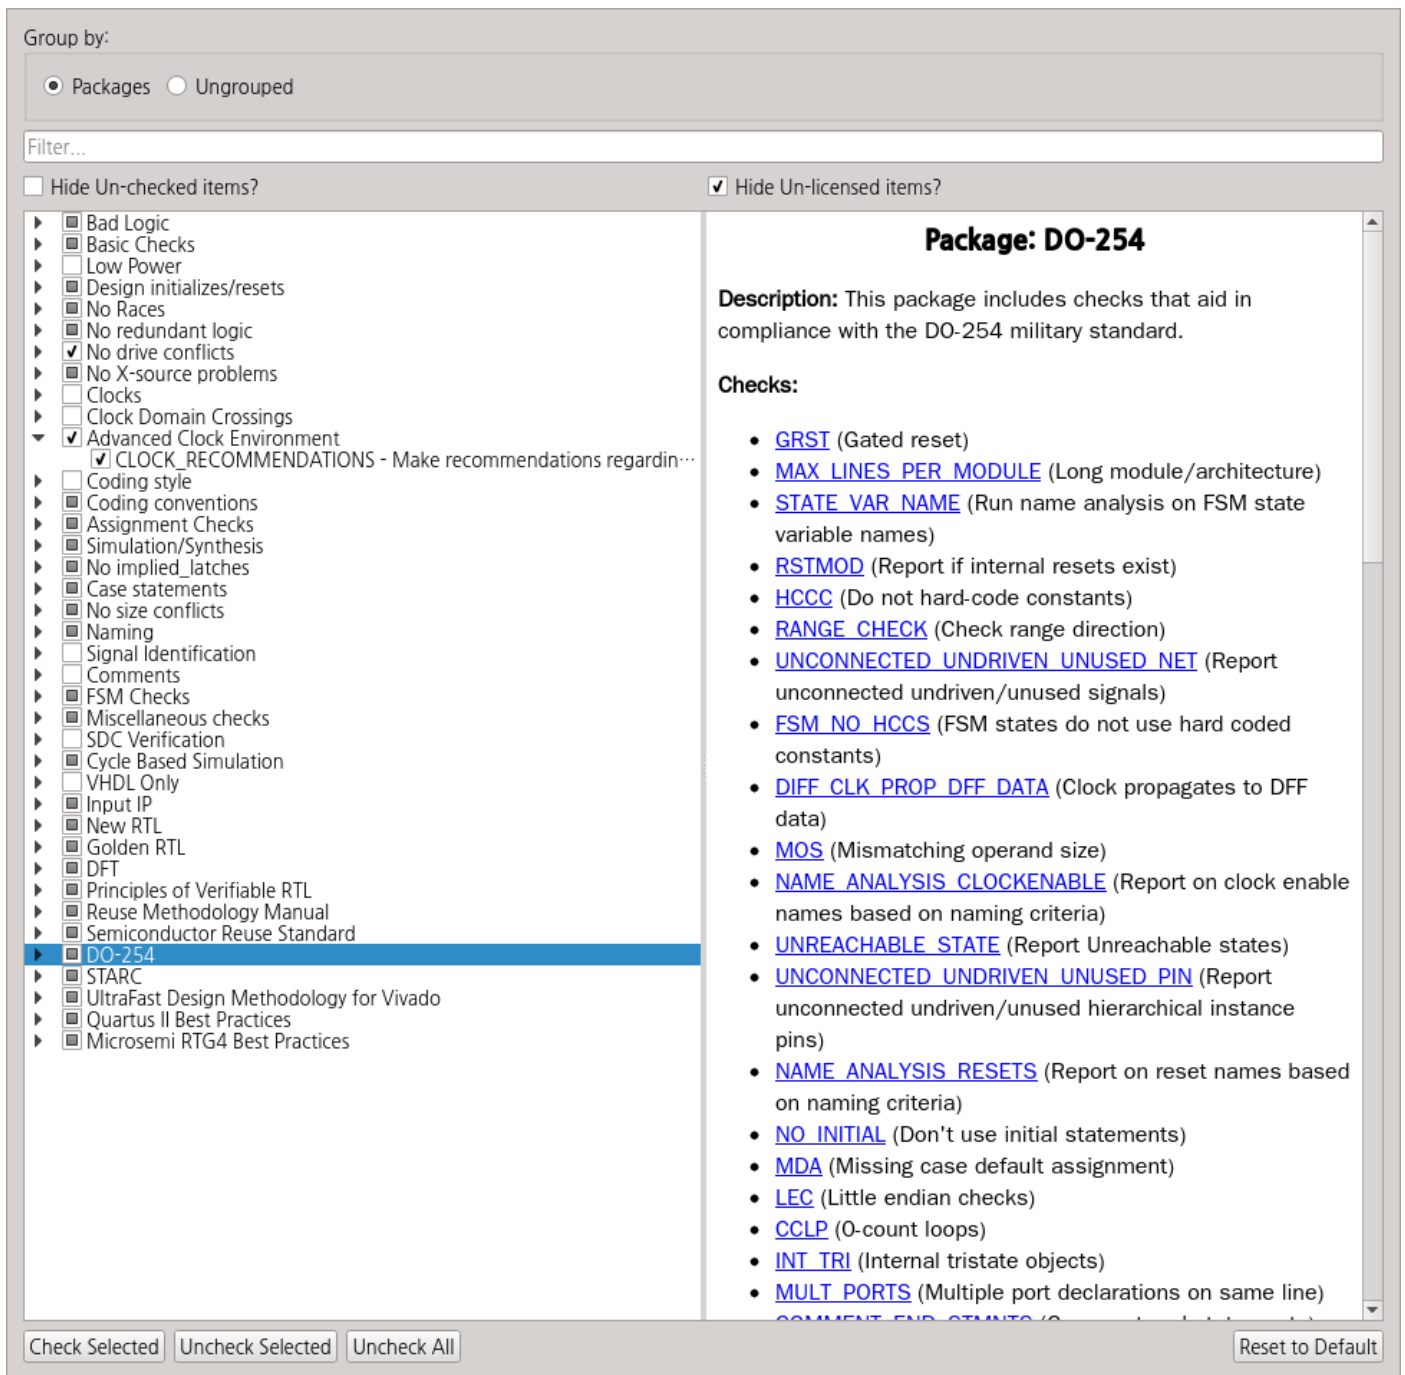 Group by:
Packages
Ungrouped
Filter...
Hide Un-checked items?
Hide Un-licensed items?
Bad Logic
Basic Checks
Low Power
Design initializes/resets
No Races
No redundant logic
No drive conflicts
No X-source problems
Clocks
Clock Domain Crossings
Advanced Clock Environment
CLOCK_RECOMMENDATIONS - Make recommendations regardin...
Coding style
Coding conventions
Assignment Checks
Simulation/Synthesis
No implied_latches
Case statements
No size conflicts
Naming
Signal Identification
Comments
FSM Checks
Miscellaneous checks
SDC Verification
Cycle Based Simulation
VHDL Only
Input IP
New RTL
Golden RTL
DFT
Principles of Verifiable RTL
Reuse Methodology Manual
Semiconductor Reuse Standard
DO-254
STARC
UltraFast Design Methodology for Vivado
Quartus II Best Practices
Microsemi RTG4 Best Practices
Package: DO-254
Description: This package includes checks that aid in
compliance with the DO-254 military standard.
Checks:
• GRST (Gated reset)
• MAX_LINES_PER_MODULE (Long module/architecture)
• STATE_VAR_NAME (Run name analysis on FSM state
variable names)
• RSTMOD (Report if internal resets exist)
• HCCC (Do not hard-code constants)
• RANGE_CHECK (Check range direction)
• UNCONNECTED_UNDRIVEN_UNUSED_NET (Report
unconnected undriven/unused signals)
• FSM_NO_HCCS (FSM states do not use hard coded
constants)
• DIFF_CLK_PROP_DFF_DATA (Clock propagates to DFF
data)
• MOS (Mismatching operand size)
• NAME_ANALYSIS_CLOCKENABLE (Report on clock enable
names based on naming criteria)
• UNREACHABLE_STATE (Report Unreachable states)
• UNCONNECTED_UNDRIVEN_UNUSED_PIN (Report
unconnected undriven/unused hierarchical instance
pins)
• NAME_ANALYSIS_RESETS (Report on reset names based
on naming criteria)
• NO_INITIAL (Don't use initial statements)
• MDA (Missing case default assignment)
• LEC (Little endian checks)
• CCLP (0-count loops)
• INT_TRI (Internal tristate objects)
• MULT_PORTS (Multiple port declarations on same line)
Check Selected
Uncheck Selected
Uncheck All
Reset to Default